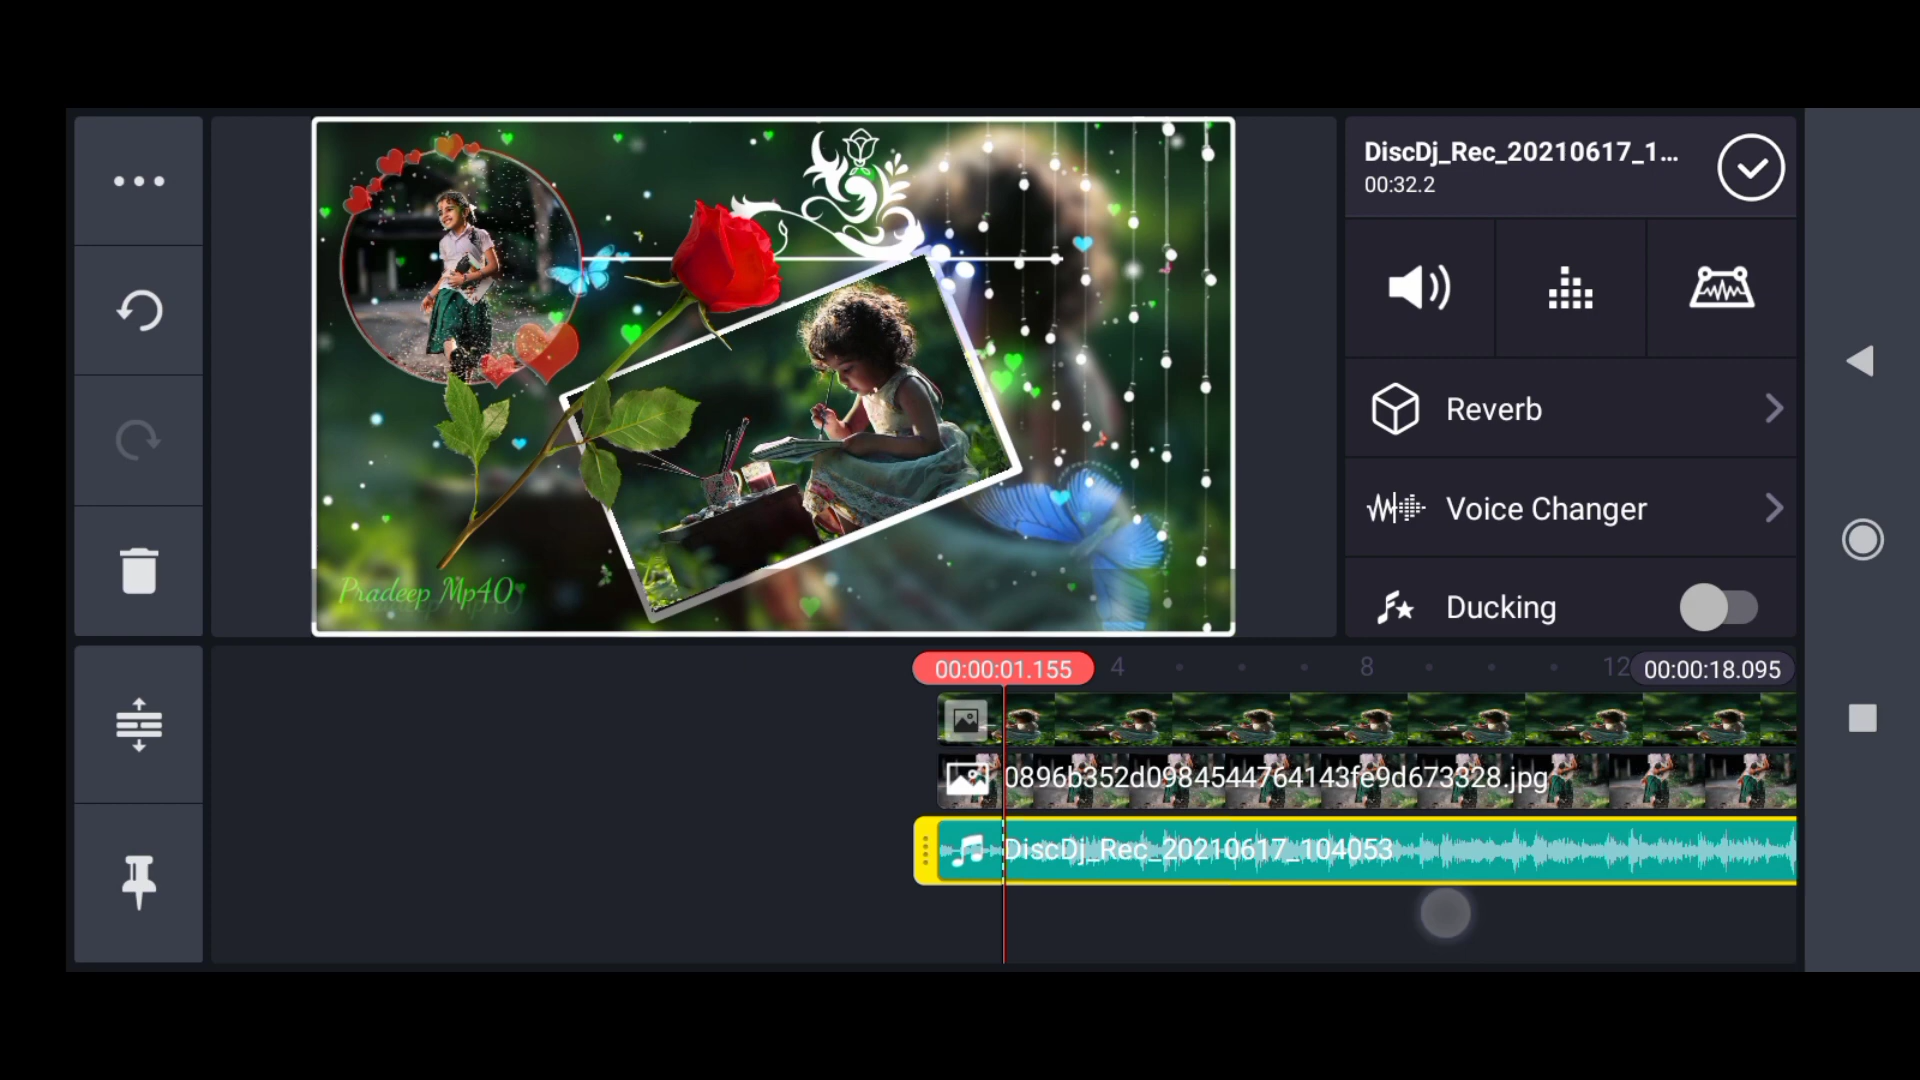 DiscDj_Rec_20210617_1...
00:32.2
Reverb
Voice Changer
Ducking
Pradeep Mp40
00:00:01.155
4
8
12
00:00:18.095
0896b352d0984544764143fe9d673328.jpg
DiscDj_Rec_20210617_104053